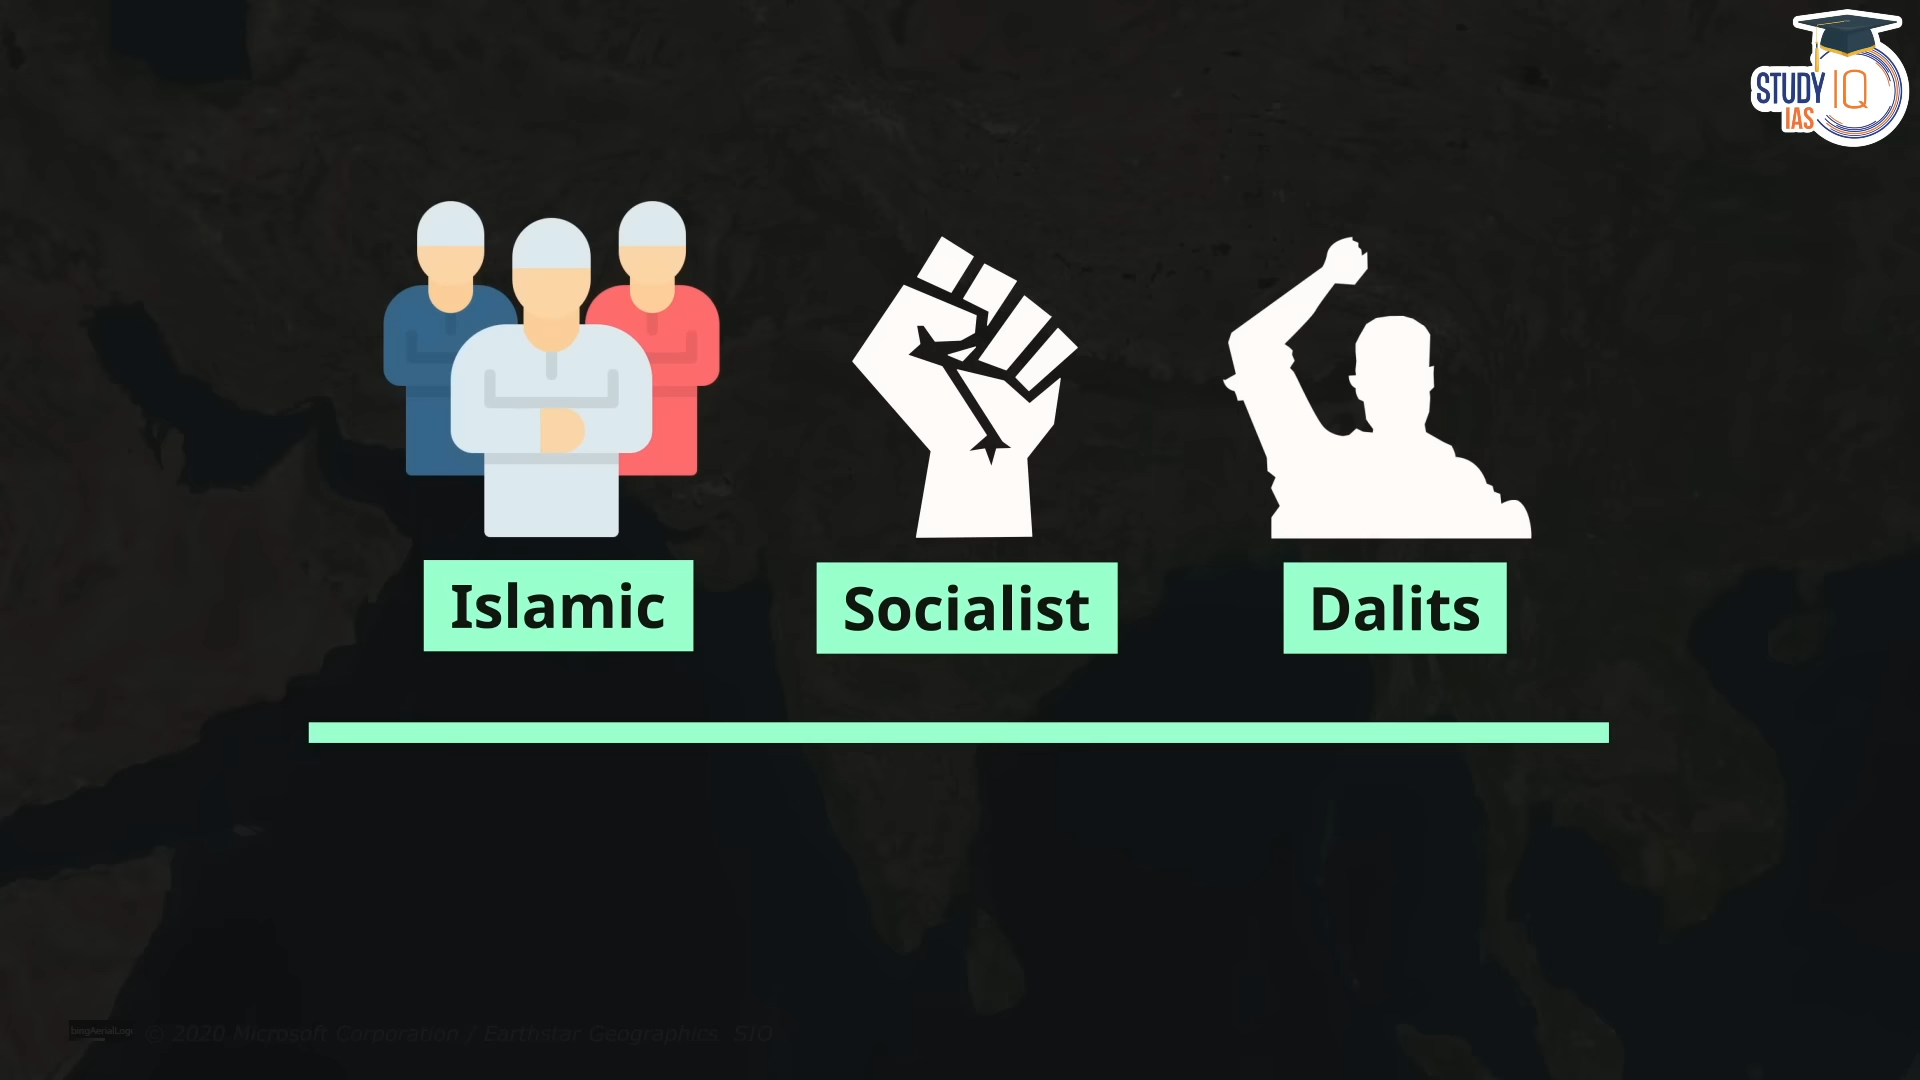 STUDY IQ
IAS
Islamic
Socialist
Dalits
© 2020 Microsoft Corporation / Earthstar Geographics SIO